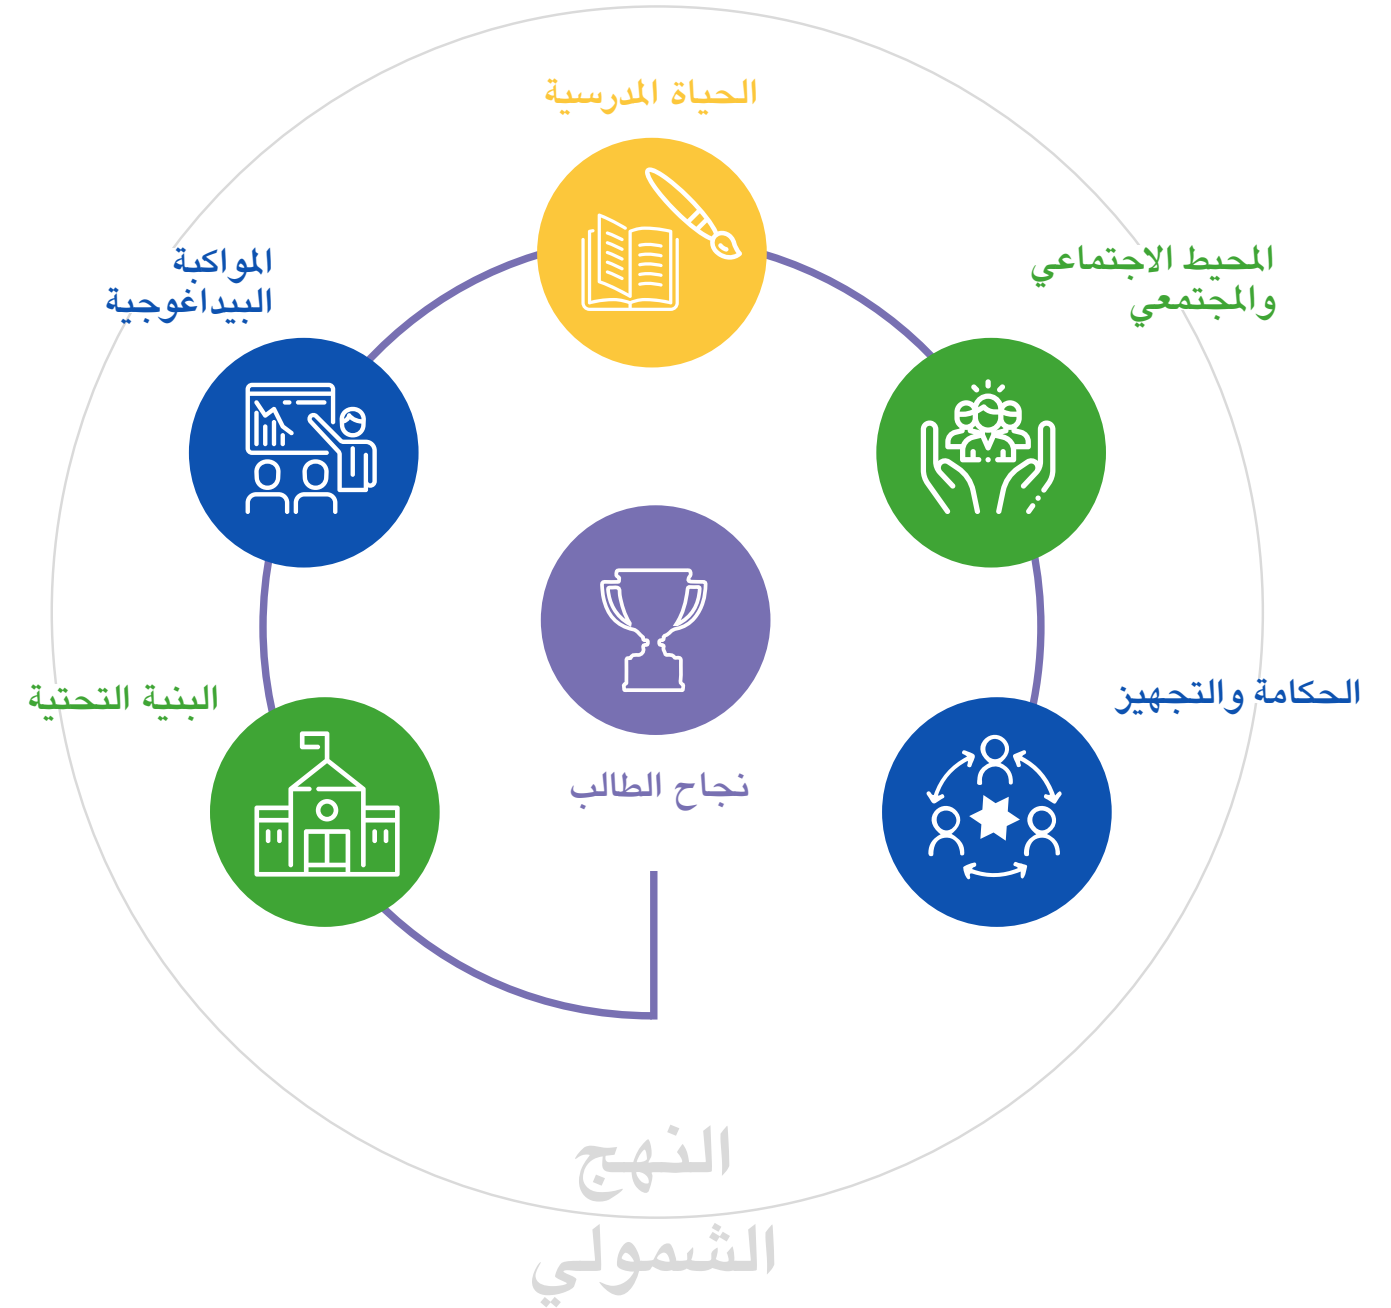 الحياة المدرسية
المحيط الاجتماعي
والمجتمعي
المواكبة
البيداغوجية
الحكامة والتجهيز
البنية التحتية
نجاح الطالب
النهج
الشمولي